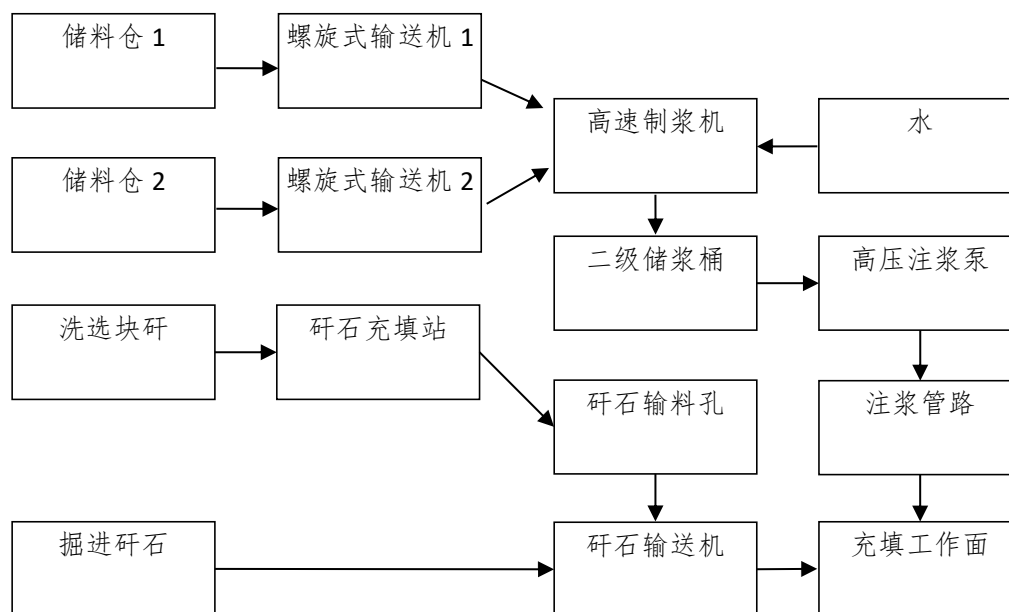 储料仓 1
螺旋式输送机 1
高速制浆机
水
储料仓 2
螺旋式输送机 2
二级储浆桶
高压注浆泵
洗选块矸
矸石充填站
矸石输料孔
注浆管路
掘进矸石
矸石输送机
充填工作面